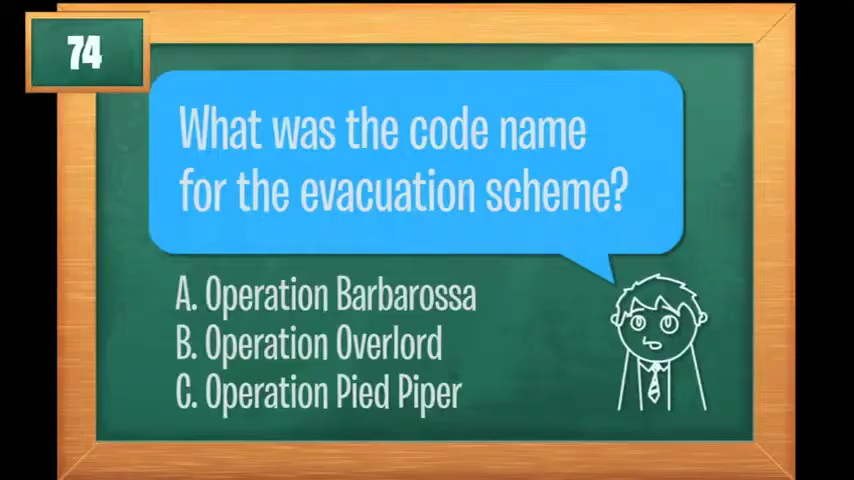 74
What was the code name
for the evacuation scheme?
A. Operation Barbarossa
B. Operation Overlord
C. Operation Pied Piper